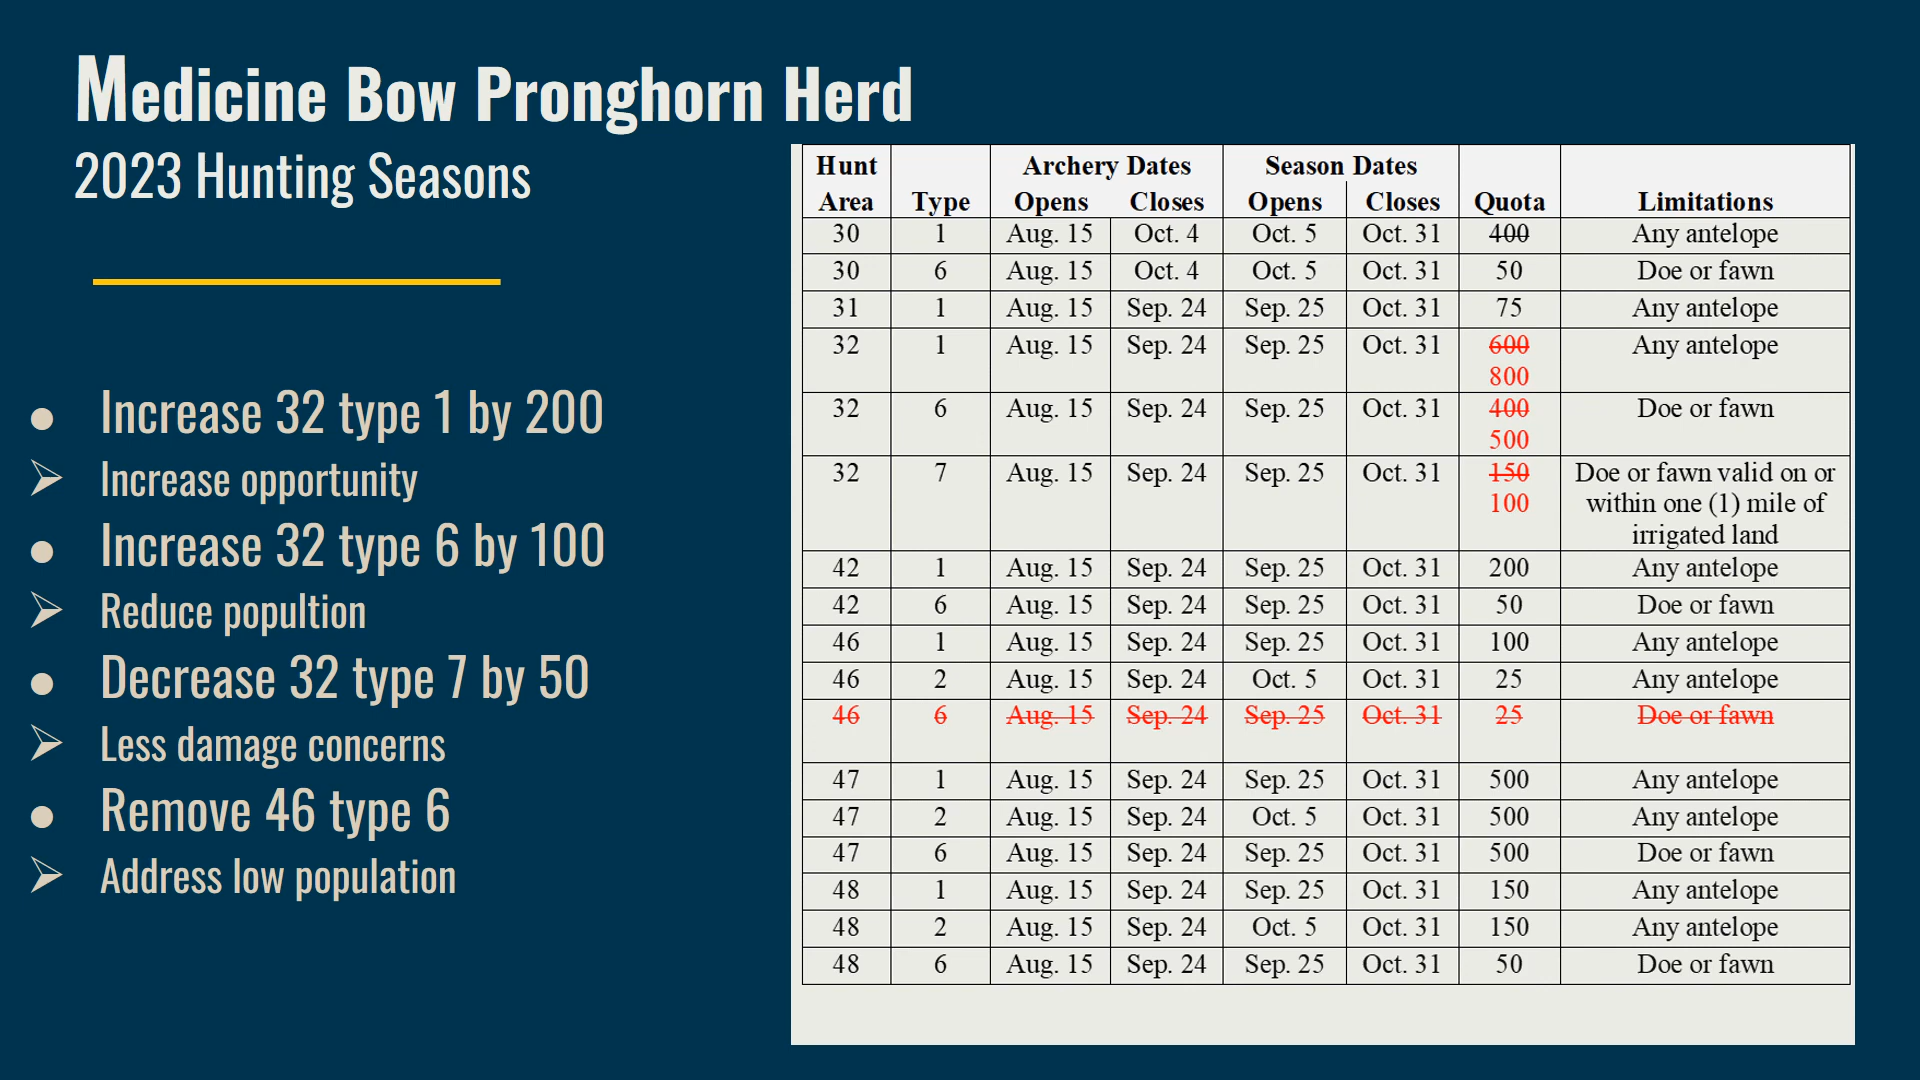 Medicine Bow Pronghorn Herd
2023 Hunting Seasons
● Increase 32 type 1 by 200
➢ Increase opportunity
● Increase 32 type 6 by 100
➢ Reduce popultion
● Decrease 32 type 7 by 50
➢ Less damage concerns
● Remove 46 type 6
➢ Address low population
Hunt Archery Dates Season Dates
Area Type Opens Closes Opens Closes Quota Limitations
30 1 Aug. 15 Oct. 4 Oct. 5 Oct. 31 400 Any antelope
30 6 Aug. 15 Oct. 4 Oct. 5 Oct. 31 50 Doe or fawn
31 1 Aug. 15 Sep. 24 Sep. 25 Oct. 31 75 Any antelope
32 1 Aug. 15 Sep. 24 Sep. 25 Oct. 31 600 Any antelope
800
32 6 Aug. 15 Sep. 24 Sep. 25 Oct. 31 400 Doe or fawn
500
32 7 Aug. 15 Sep. 24 Sep. 25 Oct. 31 150 Doe or fawn valid on or
100 within one (1) mile of
irrigated land
42 1 Aug. 15 Sep. 24 Sep. 25 Oct. 31 200 Any antelope
42 6 Aug. 15 Sep. 24 Sep. 25 Oct. 31 50 Doe or fawn
46 1 Aug. 15 Sep. 24 Sep. 25 Oct. 31 100 Any antelope
46 2 Aug. 15 Sep. 24 Oct. 5 Oct. 31 25 Any antelope
46 6 Aug. 15 Sep. 24 Sep. 25 Oct. 31 25 Doe or fawn
47 1 Aug. 15 Sep. 24 Sep. 25 Oct. 31 500 Any antelope
47 2 Aug. 15 Sep. 24 Oct. 5 Oct. 31 500 Any antelope
47 6 Aug. 15 Sep. 24 Sep. 25 Oct. 31 500 Doe or fawn
48 1 Aug. 15 Sep. 24 Sep. 25 Oct. 31 150 Any antelope
48 2 Aug. 15 Sep. 24 Oct. 5 Oct. 31 150 Any antelope
48 6 Aug. 15 Sep. 24 Sep. 25 Oct. 31 50 Doe or fawn